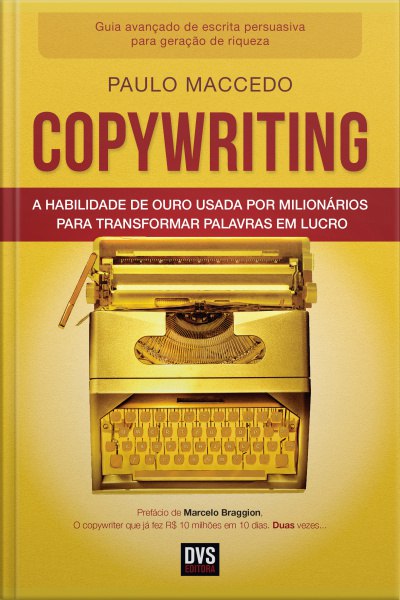 Guia avançado de escrita persuasiva
para geração de riqueza
PAULO MACCEDO
COPYWRITING
A HABILIDADE DE OURO USADA POR MILIONÁRIOS
PARA TRANSFORMAR PALAVRAS EM LUCRO
Prefácio de Marcelo Braggion,
O copywriter que já fez R$ 10 milhões em 10 dias. Duas vezes...
DVS
EDITORA